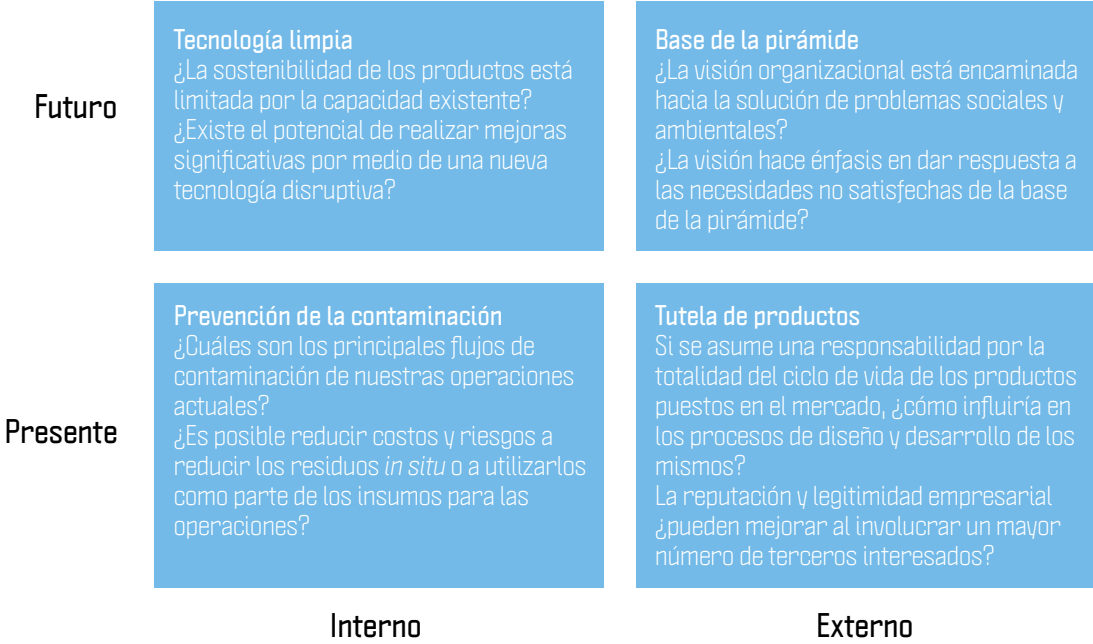 Futuro
Tecnología limpia
¿La sostenibilidad de los productos está
limitada por la capacidad existente?
¿Existe el potencial de realizar mejoras
significativas por medio de una nueva
tecnología disruptiva?
Base de la pirámide
¿La visión organizacional está encaminada
hacia la solución de problemas sociales y
ambientales?
¿La visión hace énfasis en dar respuesta a
las necesidades no satisfechas de la base
de la pirámide?
Presente
Prevención de la contaminación
¿Cuáles son los principales flujos de
contaminación de nuestras operaciones
actuales?
¿Es posible reducir costos y riesgos a
reducir los residuos in situ o a utilizarlos
como parte de los insumos para las
operaciones?
Tutela de productos
Si se asume una responsabilidad por la
totalidad del ciclo de vida de los productos
puestos en el mercado, ¿cómo influiría en
los procesos de diseño y desarrollo de los
mismos?
La reputación y legitimidad empresarial
¿pueden mejorar al involucrar un mayor
número de terceros interesados?
Interno
Externo